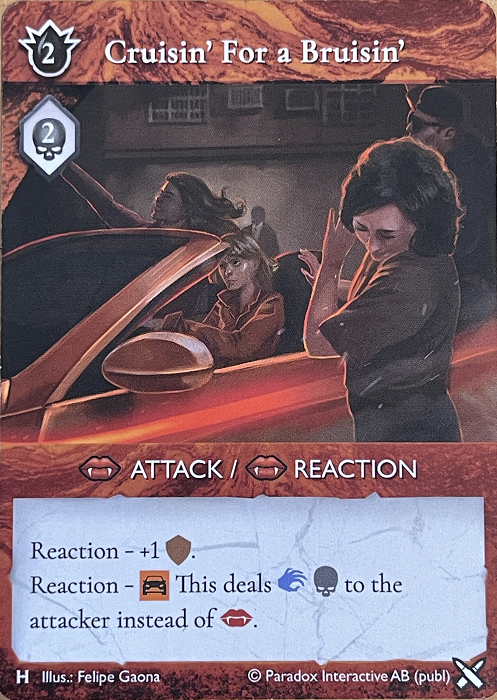 2 Cruisin' For a Bruisin'
2
ATTACK / REACTION
Reaction - +1 .
Reaction - This deals to the
attacker instead of .
H Illus.: Felipe Gaona © Paradox Interactive AB (publ)